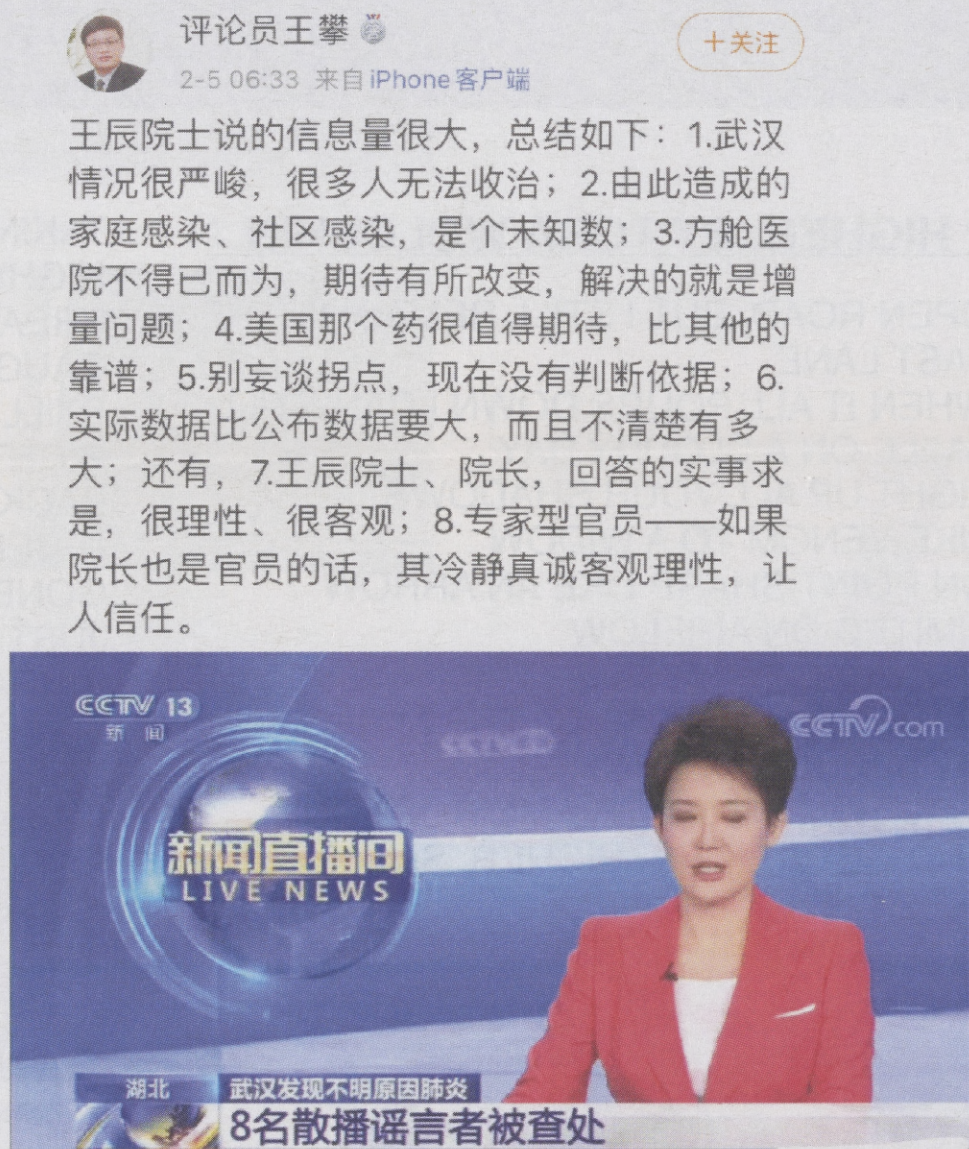 评论员王攀
+关注
2-5 06:33 来自 iPhone客户端
王辰院士说的信息量很大，总结如下：1.武汉
情况很严峻，很多人无法收治；2.由此造成的
家庭感染、社区感染，是个未知数；3.方舱医
院不得已而为，期待有所改变，解决的就是增
量问题；4.美国那个药很值得期待，比其他的
靠谱；5.别妄谈拐点，现在没有判断依据；6.
实际数据比公布数据要大，而且不清楚有多
大；还有，7.王辰院士、院长，回答的实事求
是，很理性、很客观；8.专家型官员——如果
院长也是官员的话，其冷静真诚客观理性，让
人信任。
CCTV 13
新闻
CCTV.com
新闻直播间
LIVE NEWS
湖北
武汉发现不明原因肺炎
8名散播谣言者被查处